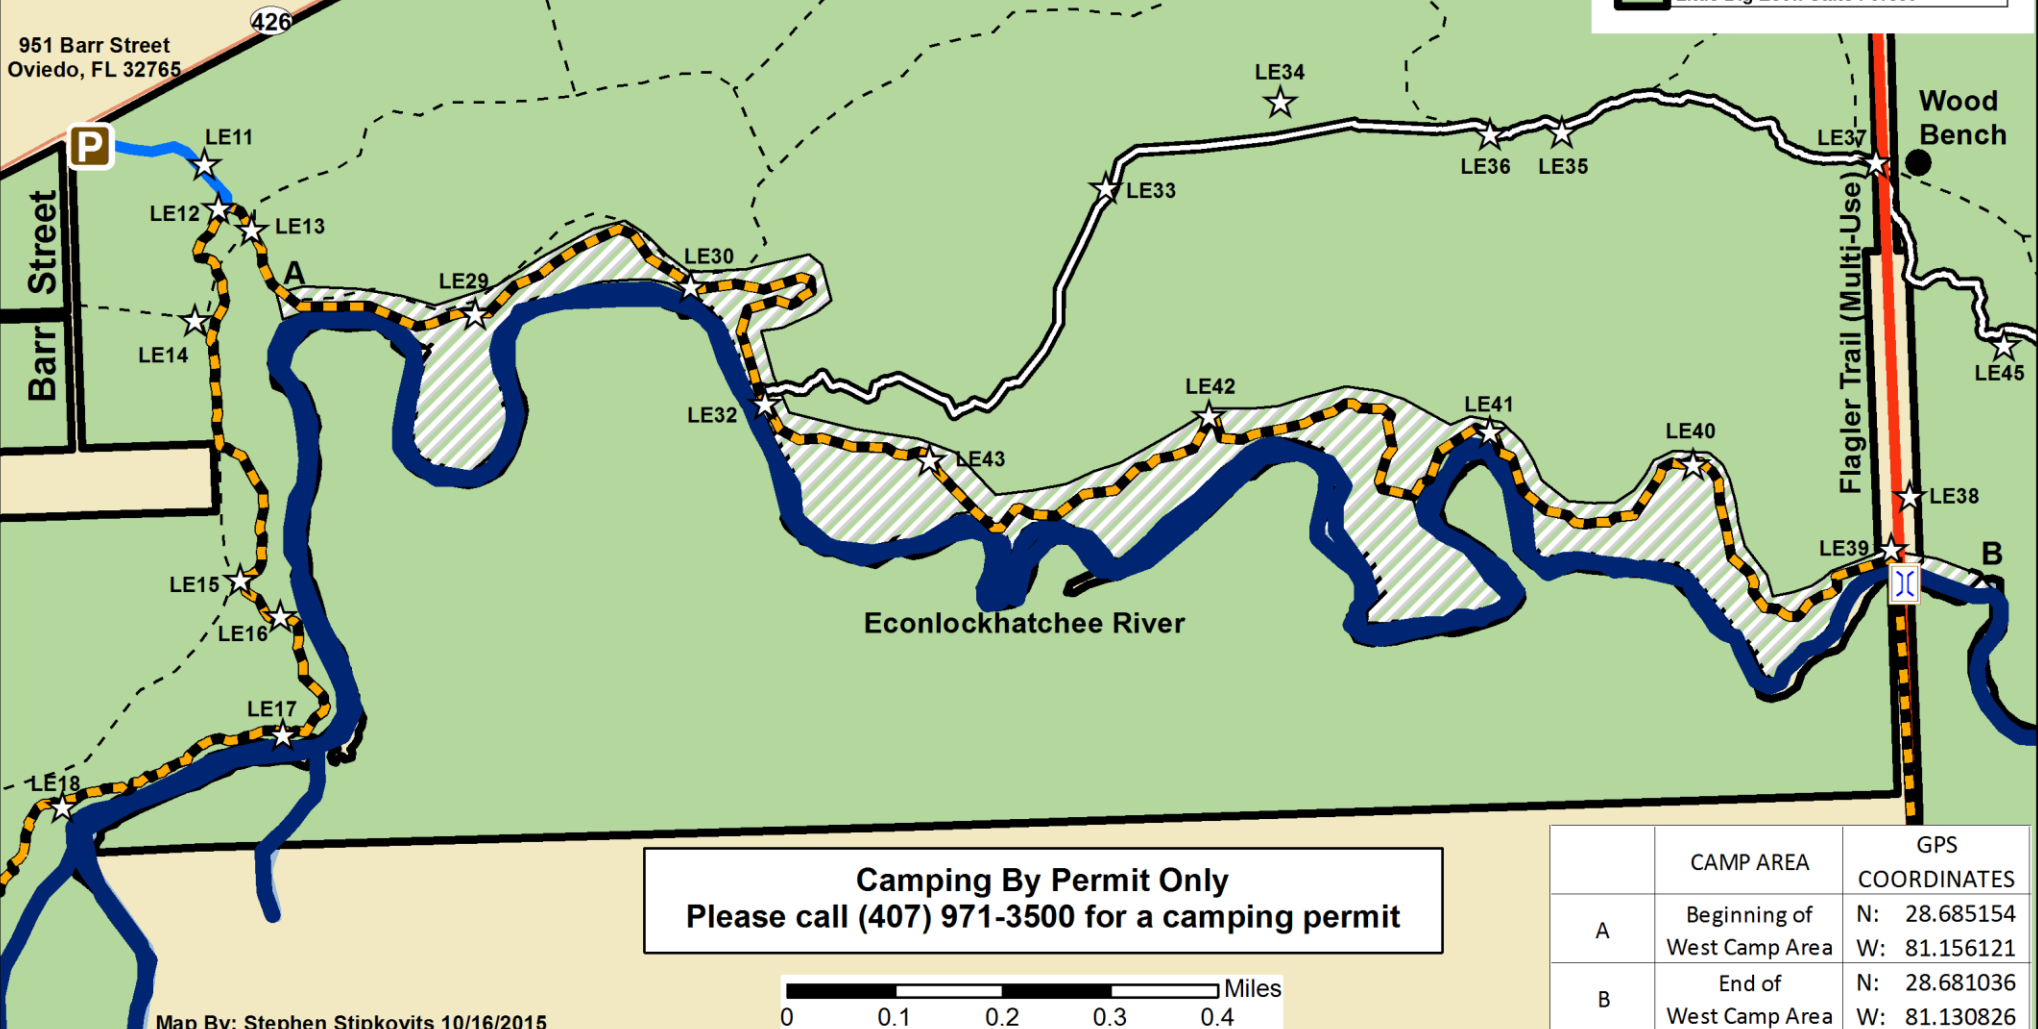 426
951 Barr Street
Oviedo, FL 32765
P
LE11
LE12
LE13
A
LE14
Barr Street
LE29
LE30
LE32
LE33
LE34
LE36
LE35
LE37
Wood
Bench
Flagler Trail (Multi-Use)
LE45
LE42
LE41
LE40
LE43
LE38
LE39
B
LE15
LE16
LE17
LE18
Econlockhatchee River
Camping By Permit Only
Please call (407) 971-3500 for a camping permit
Miles
0 0.1 0.2 0.3 0.4
Map By: Stephen Stipkovits 10/16/2015
CAMP AREA GPS
COORDINATES
A Beginning of
West Camp Area N: 28.685154
W: 81.156121
B End of
West Camp Area N: 28.681036
W: 81.130826